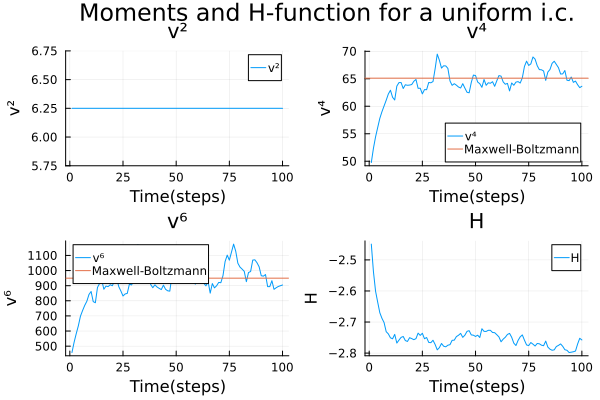 Moments and H-function for a uniform i.c.
v²
6.75
6.50
6.25
6.00
5.75
v²
v²
0
25
50
75
100
Time(steps)
v⁴
70
65
60
55
50
v⁴
v⁴
Maxwell-Boltzmann
0
25
50
75
100
Time(steps)
v⁶
1100
1000
900
800
700
600
500
v⁶
v⁶
Maxwell-Boltzmann
0
25
50
75
100
Time(steps)
H
−2.5
−2.6
−2.7
−2.8
H
H
0
25
50
75
100
Time(steps)